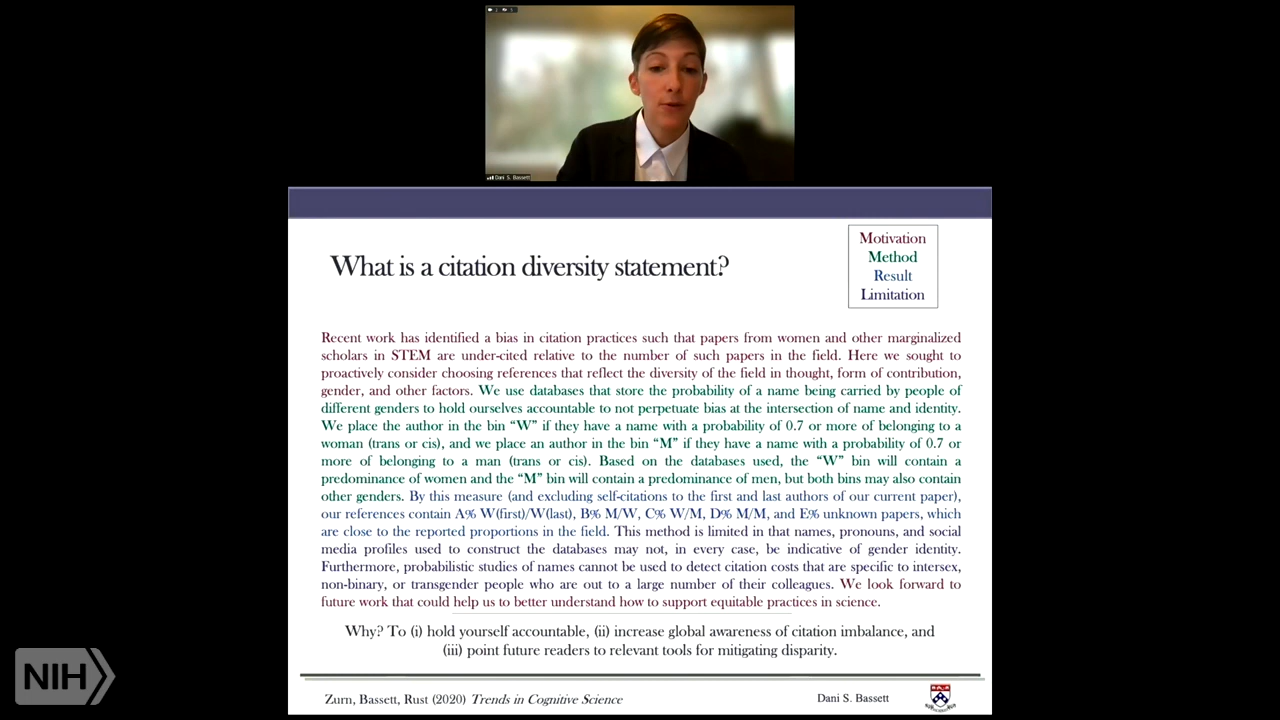 Dani S. Bassett
What is a citation diversity statement?
Motivation
Method
Result
Limitation
Recent work has identified a bias in citation practices such that papers from women and other marginalized
scholars in STEM are under-cited relative to the number of such papers in the field. Here we sought to
proactively consider choosing references that reflect the diversity of the field in thought, form of contribution,
gender, and other factors. We use databases that store the probability of a name being carried by people of
different genders to hold ourselves accountable to not perpetuate bias at the intersection of name and identity.
We place the author in the bin “W” if they have a name with a probability of 0.7 or more of belonging to a
woman (trans or cis), and we place an author in the bin “M” if they have a name with a probability of 0.7 or
more of belonging to a man (trans or cis). Based on the databases used, the “W” bin will contain a
predominance of women and the “M” bin will contain a predominance of men, but both bins may also contain
other genders. By this measure (and excluding self-citations to the first and last authors of our current paper),
our references contain A% W(first)/W(last), B% M/W, C% W/M, D% M/M, and E% unknown papers, which
are close to the reported proportions in the field. This method is limited in that names, pronouns, and social
media profiles used to construct the databases may not, in every case, be indicative of gender identity.
Furthermore, probabilistic studies of names cannot be used to detect citation costs that are specific to intersex,
non-binary, or transgender people who are out to a large number of their colleagues. We look forward to
future work that could help us to better understand how to support equitable practices in science.
Why? To (i) hold yourself accountable, (ii) increase global awareness of citation imbalance, and
(iii) point future readers to relevant tools for mitigating disparity.
Zurn, Bassett, Rust (2020) Trends in Cognitive Science
Dani S. Bassett
NIH